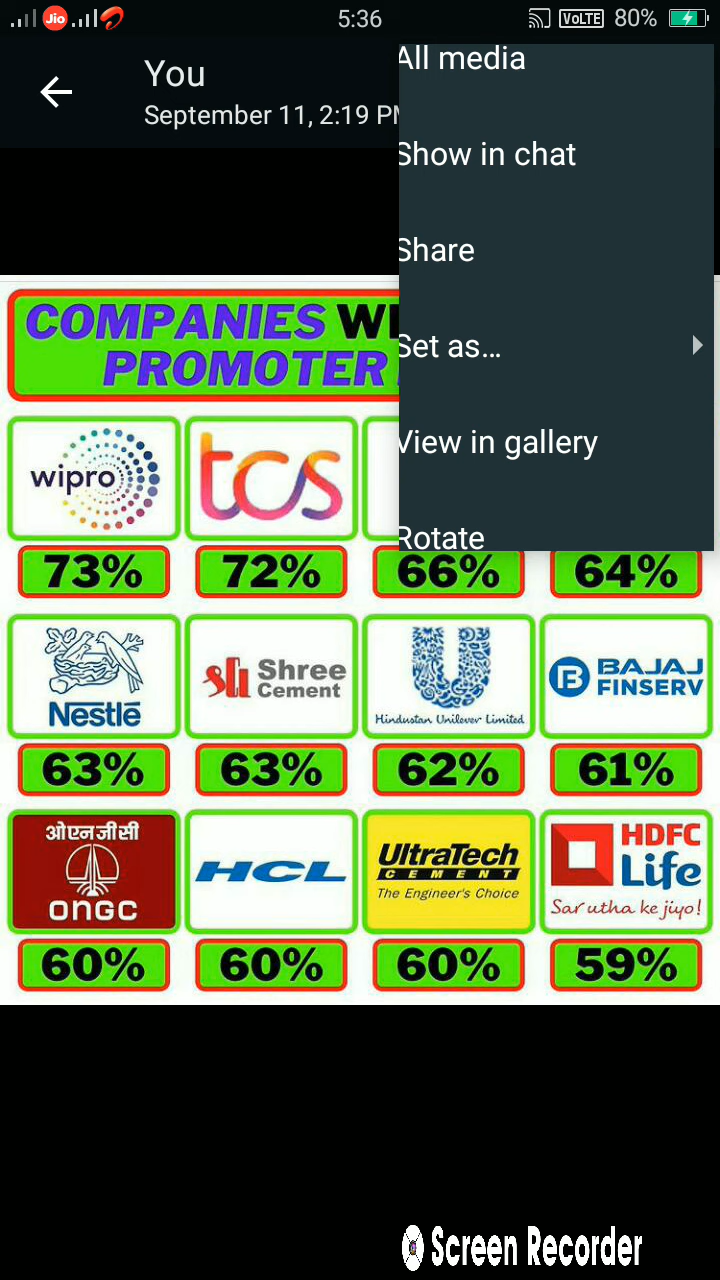 Jio 5:36 VoLTE 80%
You
September 11, 2:19
All media
Show in chat
Share
Set as...
View in gallery
Rotate
COMPANIES
PROMOTER
wipro tcs
73% 72% 66% 64%
Nestlé
Shree
Cement
Hindustan Unilever Limited
BAJAJ
FINSERV
63% 63% 62% 61%
ओएनजीसी
ONGC
HCL
UltraTech
CEMENT
The Engineer's Choice
HDFC
Life
Sar utha ke jiyo!
60% 60% 60% 59%
Screen Recorder